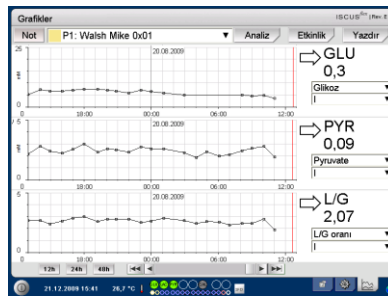 Grafikler
ISCUS
Not
P1: Walsh Mike 0x01
Analiz
Etkinlik
Yazdır
25
20.08.2009
0
18:00
00:00
06:00
12:00
GLU
0,3
Glikoz
5
20.08.2009
0
18:00
00:00
06:00
12:00
PYR
0,09
Pyruvate
5
20.08.2009
0
18:00
00:00
06:00
12:00
L/G
2,07
L/G oranı
12h
24h
48h
21.12.2009 15:41
26,7 °C